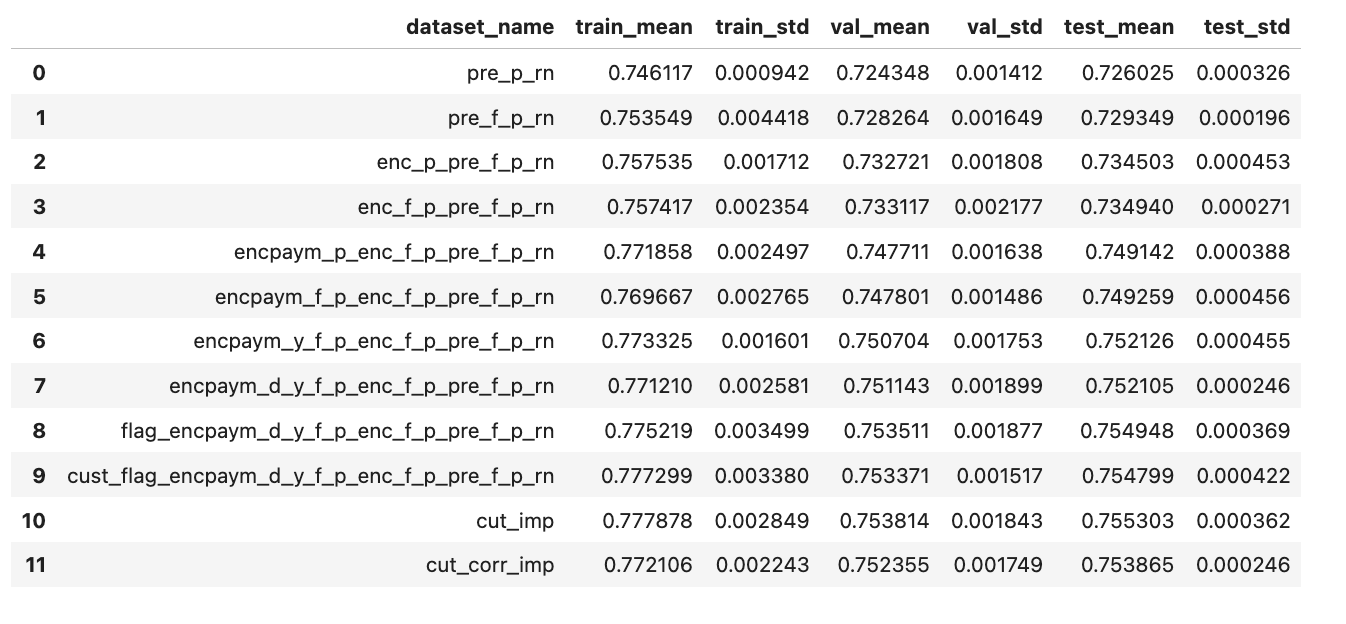 dataset_name train_mean train_std val_mean val_std test_mean test_std
0 pre_p_rn 0.746117 0.000942 0.724348 0.001412 0.726025 0.000326
1 pre_f_p_rn 0.753549 0.004418 0.728264 0.001649 0.729349 0.000196
2 enc_p_pre_f_p_rn 0.757535 0.001712 0.732721 0.001808 0.734503 0.000453
3 enc_f_p_pre_f_p_rn 0.757417 0.002354 0.733117 0.002177 0.734940 0.000271
4 encpaym_p_enc_f_p_pre_f_p_rn 0.771858 0.002497 0.747711 0.001638 0.749142 0.000388
5 encpaym_f_p_enc_f_p_pre_f_p_rn 0.769667 0.002765 0.747801 0.001486 0.749259 0.000456
6 encpaym_y_f_p_enc_f_p_pre_f_p_rn 0.773325 0.001601 0.750704 0.001753 0.752126 0.000455
7 encpaym_d_y_f_p_enc_f_p_pre_f_p_rn 0.771210 0.002581 0.751143 0.001899 0.752105 0.000246
8 flag_encpaym_d_y_f_p_enc_f_p_pre_f_p_rn 0.775219 0.003499 0.753511 0.001877 0.754948 0.000369
9 cust_flag_encpaym_d_y_f_p_enc_f_p_pre_f_p_rn 0.777299 0.003380 0.753371 0.001517 0.754799 0.000422
10 cut_imp 0.777878 0.002849 0.753814 0.001843 0.755303 0.000362
11 cut_corr_imp 0.772106 0.002243 0.752355 0.001749 0.753865 0.000246